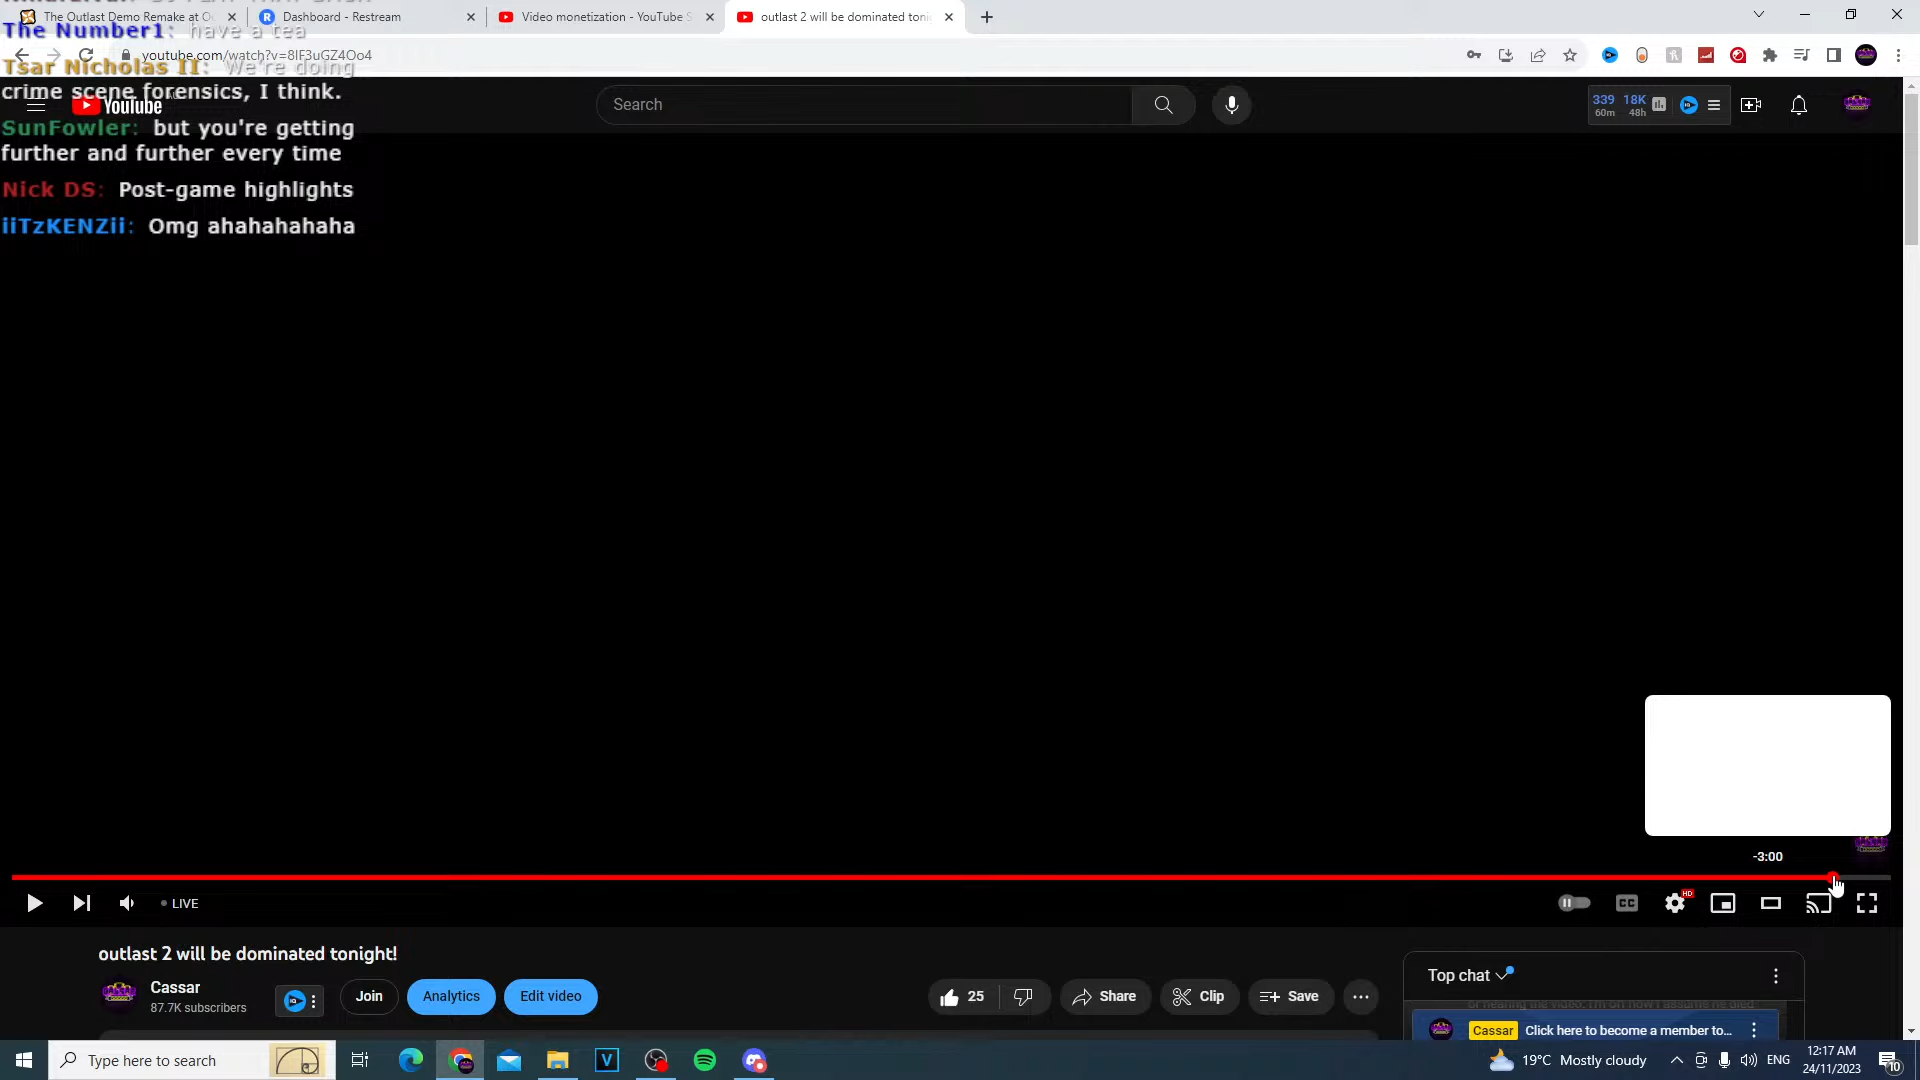 The Outlast Demo Remake at O
Dashboard - Restream
Video monetization - YouTube S
outlast 2 will be dominated toni
The Number1: have a tea
youtube.com/watch?v=8lF3uGZ4Oo4
Tsar Nicholas II: We're doing
crime scene forensics, I think.
YouTube
Search
339 18K
60m 48h
SunFowler: but you're getting
further and further every time
Nick DS: Post-game highlights
iiTzKENZii: Omg ahahahahaha
-3:00
LIVE
CC
HD
outlast 2 will be dominated tonight!
Cassar
87.7K subscribers
Join
Analytics
Edit video
25
Share
Clip
Save
Top chat
Cassar Click here to become a member to...
Type here to search
19°C Mostly cloudy
ENG
12:17 AM
24/11/2023
10